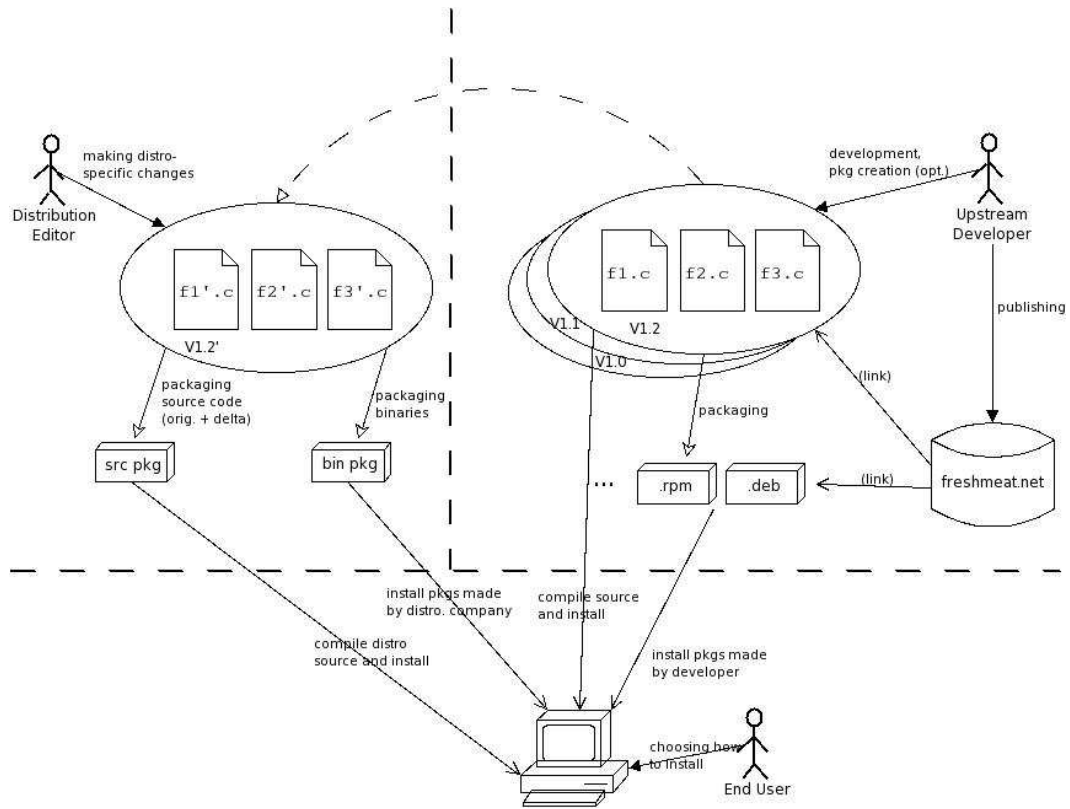 making distro-
specific changes
Distribution
Editor
development,
pkg creation (opt.)
Upstream
Developer
f1'.c
f2'.c
f3'.c
V1.2'
f1.c
f2.c
f3.c
V1.1
V1.2
V1.0
publishing
packaging
source code
(orig. + delta)
packaging
binaries
packaging
(link)
(link)
src pkg
bin pkg
...
.rpm
.deb
freshmeat.net
install pkgs made
by distro. company
compile source
and install
compile distro
source and install
install pkgs made
by developer
choosing how
to install
End User